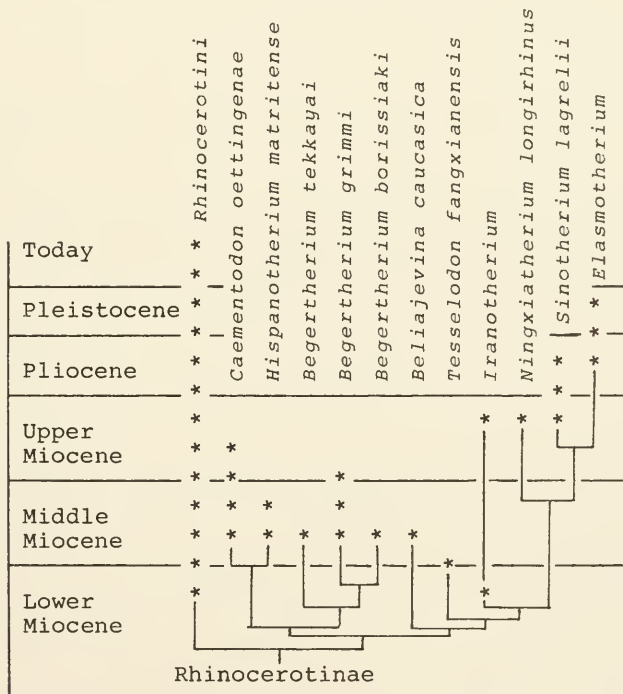 Rhinocerotini
Caementodon oettingenae
Hispanotherium matritense
Begertherium tekkayai
Begertherium grimmi
Begertherium borissiaki
Beliajevina caucasica
Tesselodon fangxianensis
Iranotherium
Ningxiatherium longirhinus
Sinotherium lagrelii
Elasmotherium
Today
Pleistocene
Pliocene
Upper
Miocene
Middle
Miocene
Lower
Miocene
Rhinocerotinae